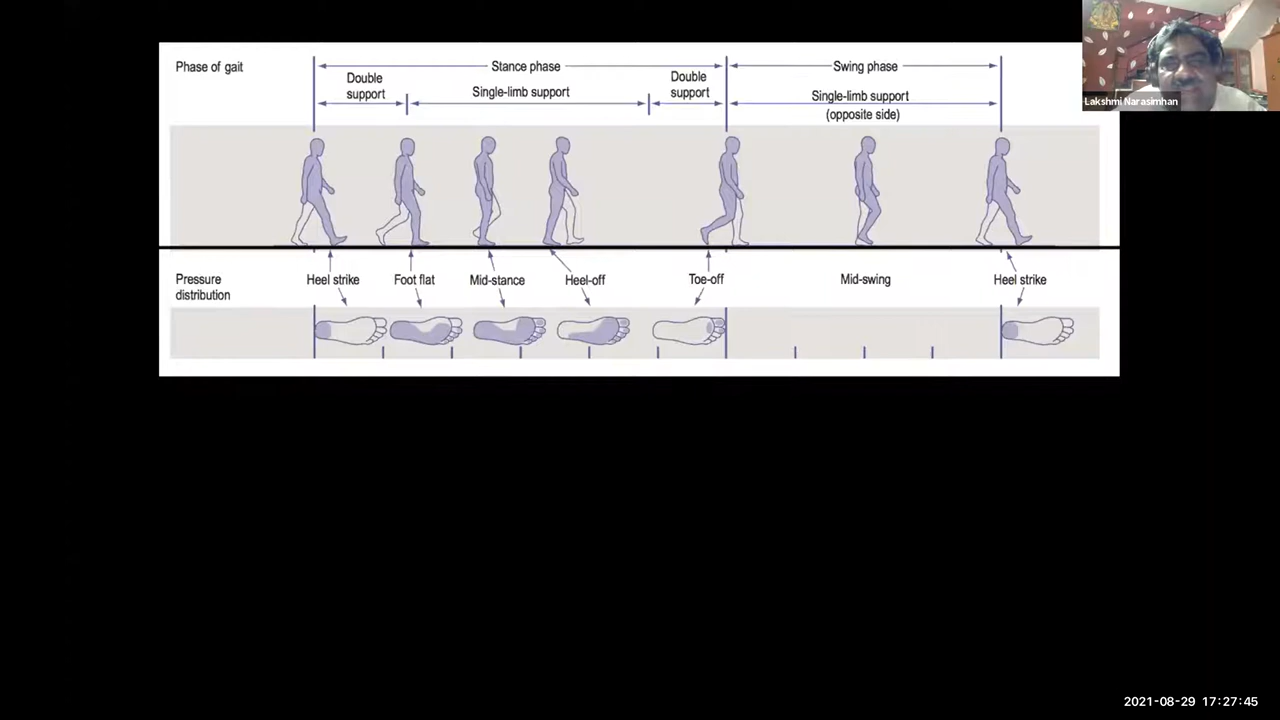 Phase of gait
Stance phase
Swing phase
Double
support
Single-limb support
Double
support
Single-limb support
(opposite side)
Lakshmi Narasimhan
Pressure
distribution
Heel strike
Foot flat
Mid-stance
Heel-off
Toe-off
Mid-swing
Heel strike
2021-08-29 17:27:45